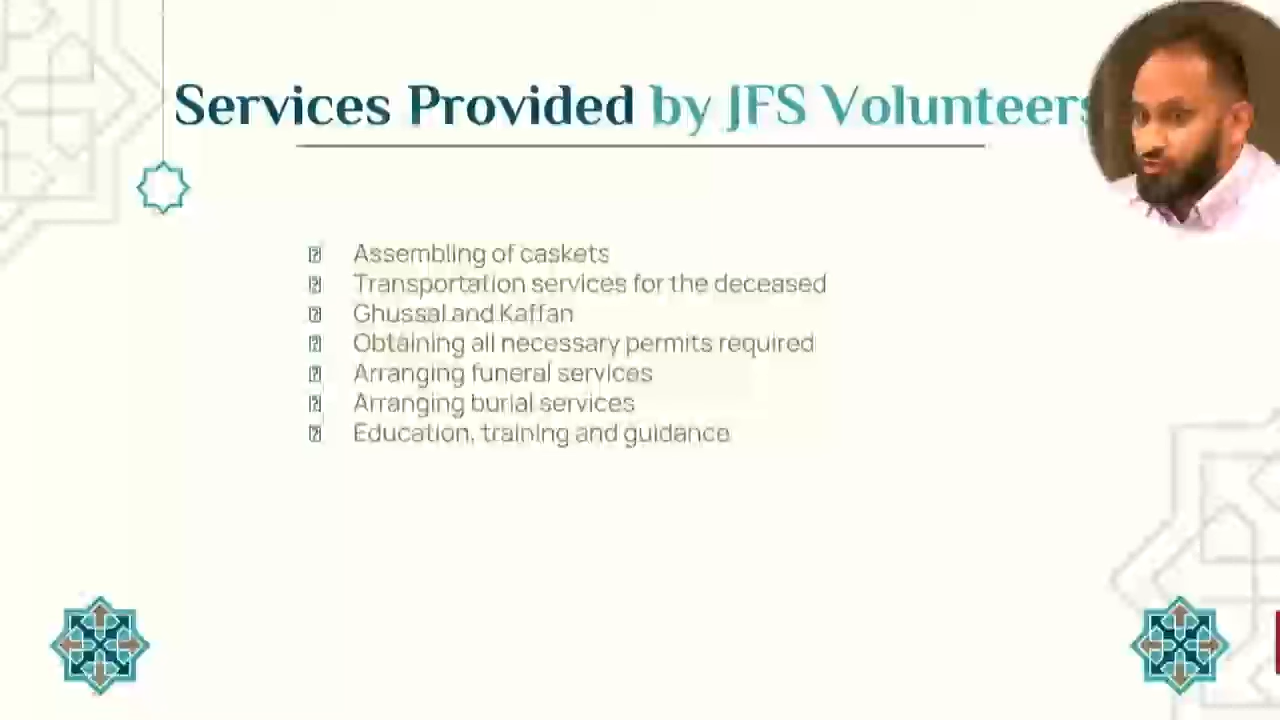 Services Provided by JFS Volunteers
Assembling of caskets
Transportation services for the deceased
Ghussal and Kaffan
Obtaining all necessary permits required
Arranging funeral services
Arranging burial services
Education, training and guidance